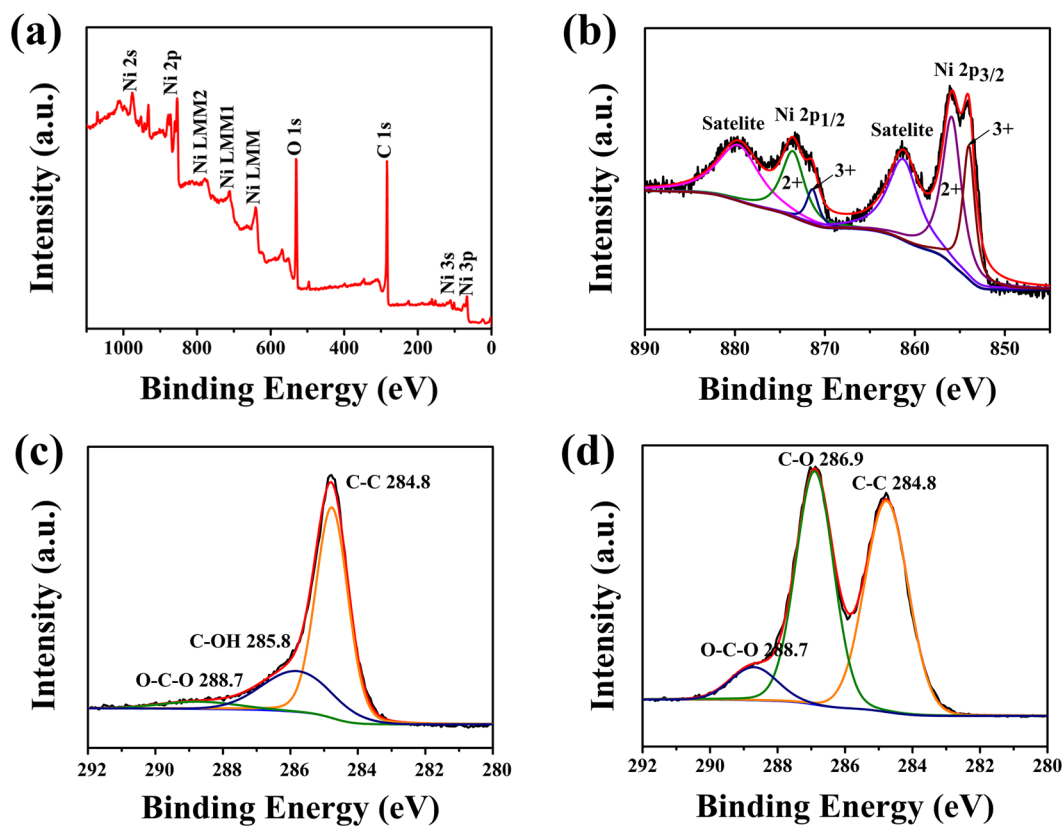 (a)
Intensity (a.u.)
Ni 2s
Ni 2p
Ni LMM2
Ni LMM1
Ni LMM
O 1s
C 1s
Ni 3s
Ni 3p
1000 800 600 400 200 0
Binding Energy (eV)
(b)
Intensity (a.u.)
Ni 2p3/2
Satelite
Ni 2p1/2
Satelite
3+
2+
3+
2+
890 880 870 860 850
Binding Energy (eV)
(c)
Intensity (a.u.)
C-C 284.8
C-OH 285.8
O-C-O 288.7
292 290 288 286 284 282 280
Binding Energy (eV)
(d)
Intensity (a.u.)
C-O 286.9
C-C 284.8
O-C-O 288.7
292 290 288 286 284 282 280
Binding Energy (eV)